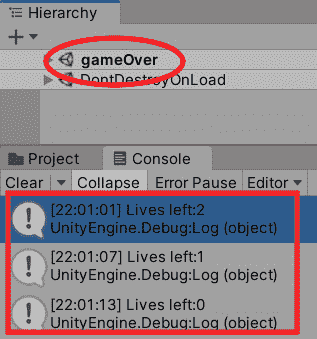 Hierarchy
gameOver
DontDestroyOnLoad
Project Console
Clear Collapse Error Pause Editor
[22:01:01] Lives left:2
UnityEngine.Debug:Log (object)
[22:01:07] Lives left:1
UnityEngine.Debug:Log (object)
[22:01:13] Lives left:0
UnityEngine.Debug:Log (object)